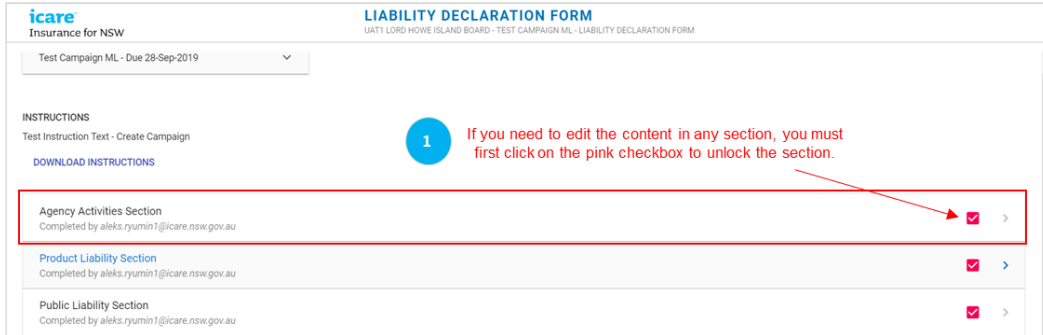 icare™
Insurance for NSW
LIABILITY DECLARATION FORM
UAT1 LORD HOWE ISLAND BOARD - TEST CAMPAIGN ML - LIABILITY DECLARATION FORM
Test Campaign ML - Due 28-Sep-2019
INSTRUCTIONS
Test Instruction Text - Create Campaign
DOWNLOAD INSTRUCTIONS
1
If you need to edit the content in any section, you must
first click on the pink checkbox to unlock the section.
Agency Activities Section
Completed by aleks.ryumin1@icare.nsw.gov.au
Product Liability Section
Completed by aleks.ryumin1@icare.nsw.gov.au
Public Liability Section
Completed by aleks.ryumin1@icare.nsw.gov.au